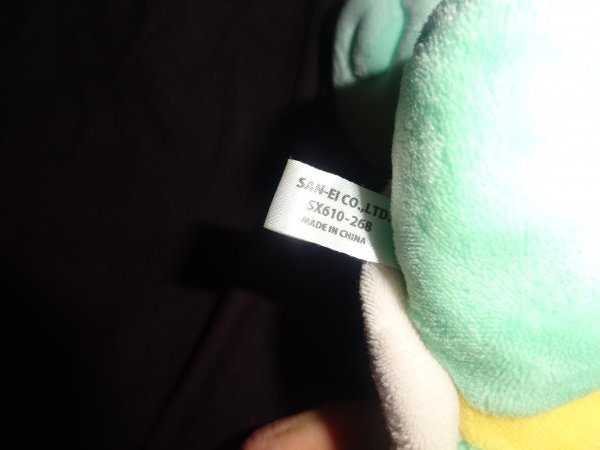 SAN-EI CO.,LTD.
SX610-268
MADE IN CHINA